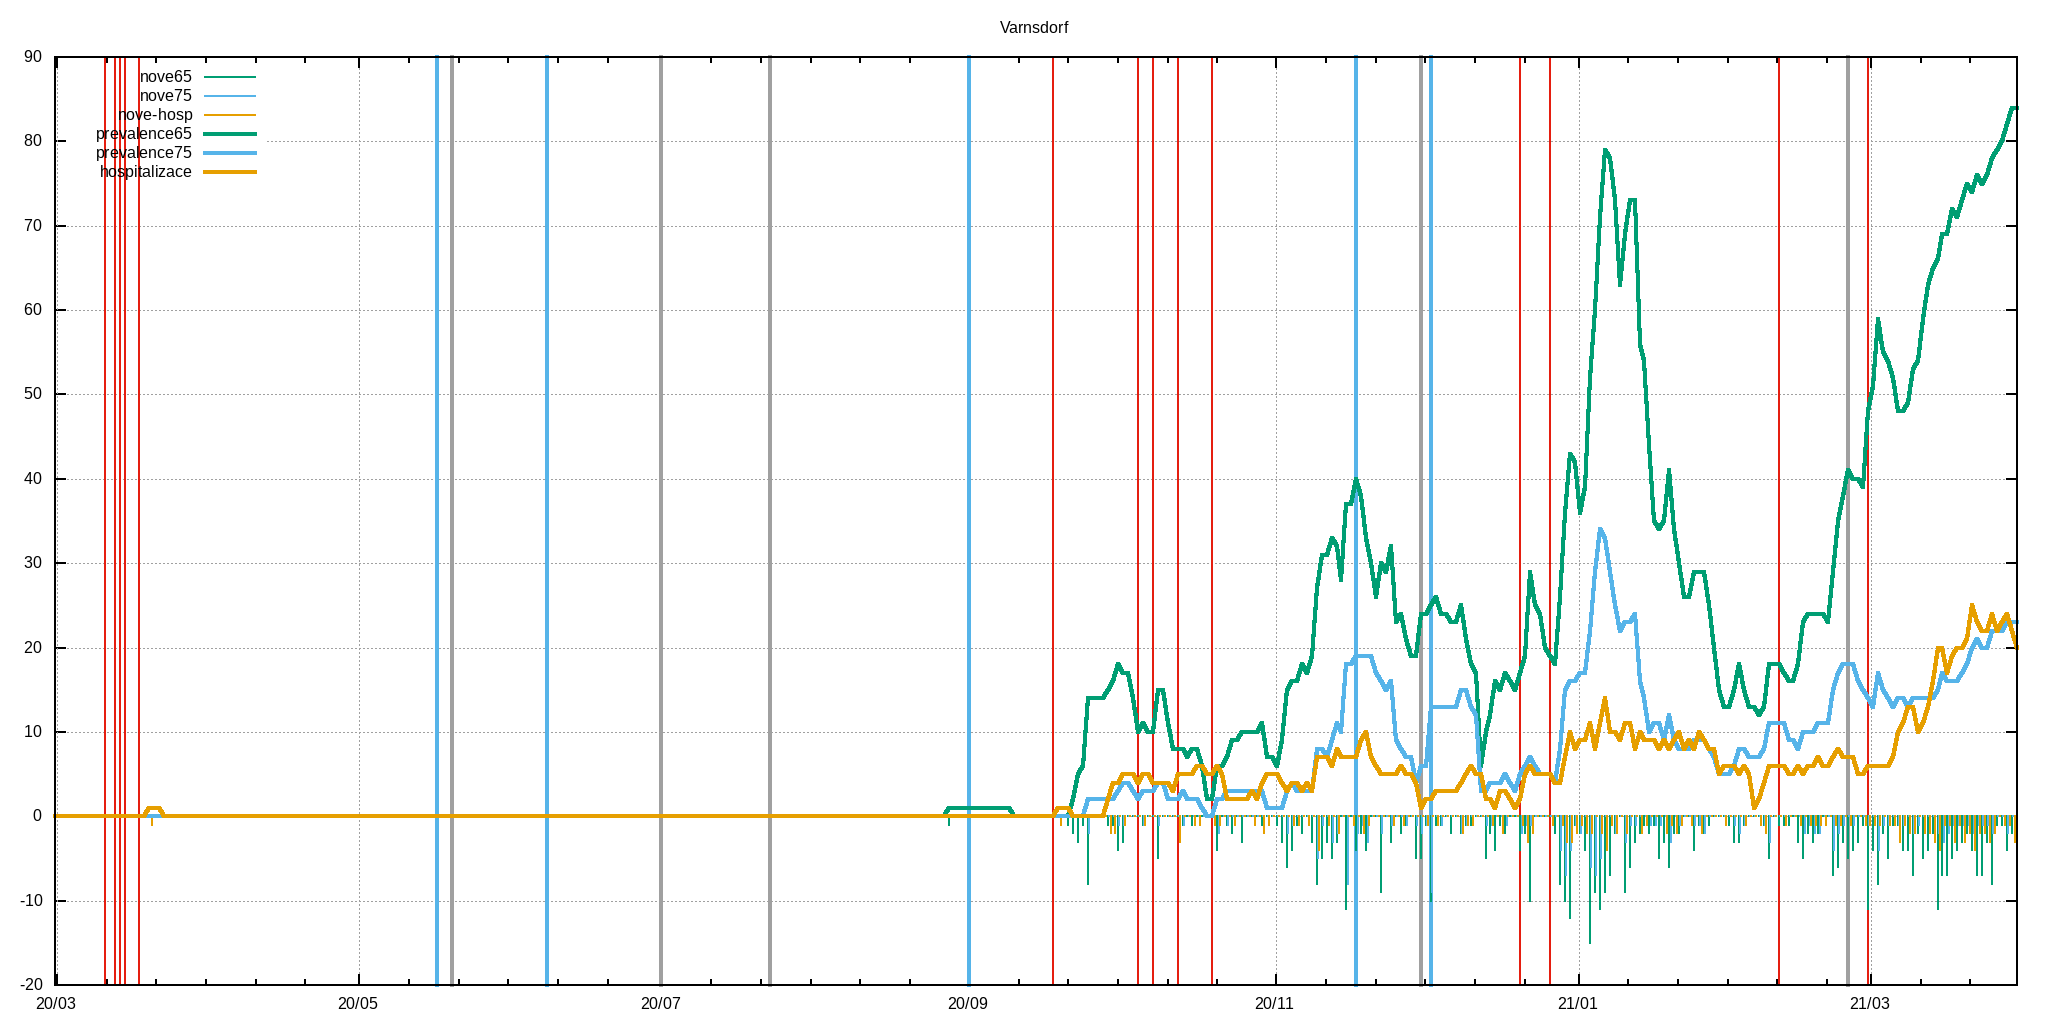 Varnsdorf
90
80
70
60
50
40
30
20
10
0
-10
-20
nove65
nove75
nove-hosp
prevalence65
prevalence75
hospitalizace
20/03 20/05 20/07 20/09 20/11 21/01 21/03